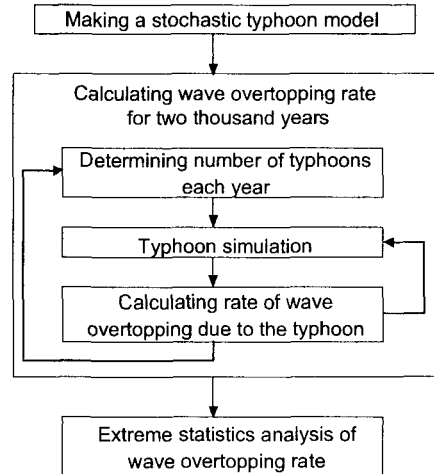 Making a stochastic typhoon model
Calculating wave overtopping rate
for two thousand years
Determining number of typhoons
each year
Typhoon simulation
Calculating rate of wave
overtopping due to the typhoon
Extreme statistics analysis of
wave overtopping rate